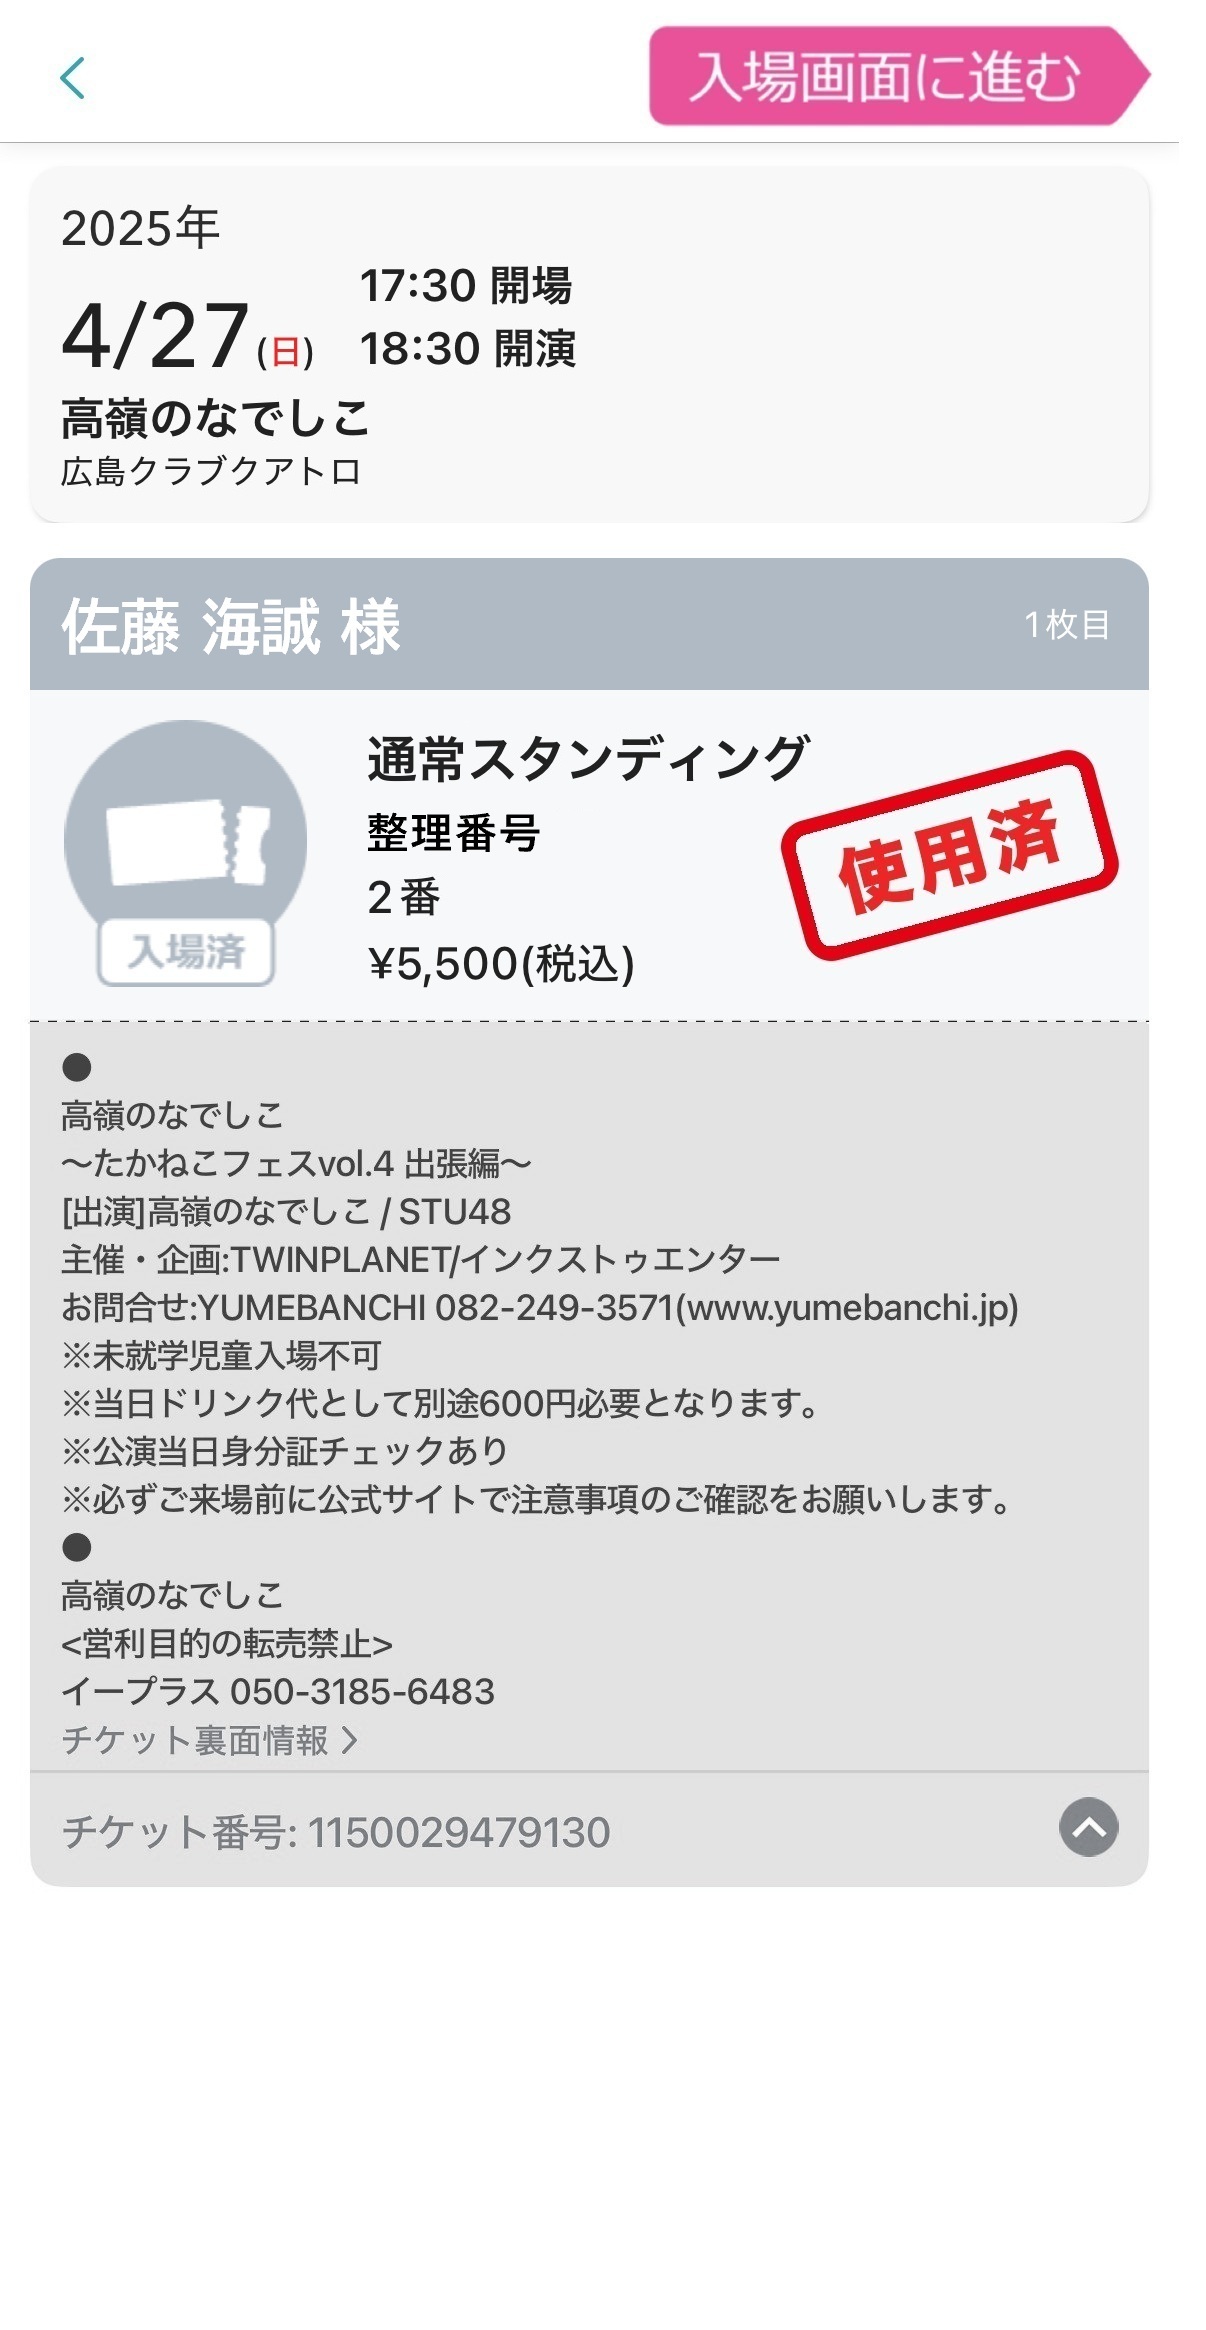 入場画面に進む
2025年
4/27(日)
17:30 開場
18:30 開演
高嶺のなでしこ
広島クラブクアトロ
佐藤 海誠 様
1枚目
通常スタンディング
整理番号
2番
¥5,500(税込)
使用済
入場済
●
高嶺のなでしこ
〜たかねこフェスvol.4 出張編〜
[出演]高嶺のなでしこ / STU48
主催・企画:TWINPLANET/インクストゥエンター
お問合せ:YUMEBANCHI 082-249-3571(www.yumebanchi.jp)
※未就学児童入場不可
※当日ドリンク代として別途600円必要となります。
※公演当日身分証チェックあり
※必ずご来場前に公式サイトで注意事項のご確認をお願いします。
●
高嶺のなでしこ
<営利目的の転売禁止>
イープラス 050-3185-6483
チケット裏面情報
チケット番号: 1150029479130